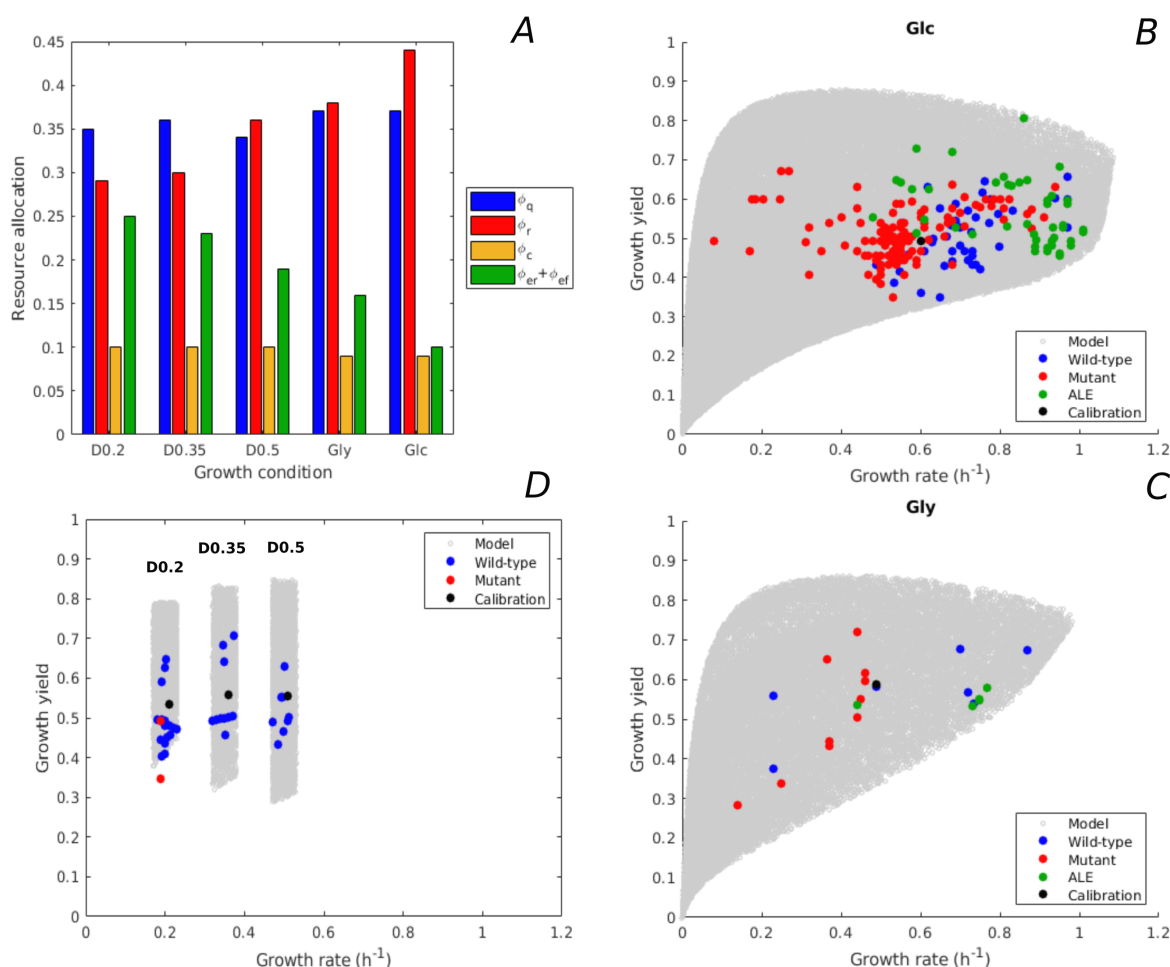 A
0.45
0.4
0.35
0.3
0.25
0.2
0.15
0.1
0.05
0
Resource allocation
D0.2 D0.35 D0.5 Gly Glc
Growth condition
ϕq
ϕr
ϕc
ϕer+ϕef
B
Glc
1
0.9
0.8
0.7
0.6
0.5
0.4
0.3
0.2
0.1
0
Growth yield
0 0.2 0.4 0.6 0.8 1 1.2
Growth rate (h-1)
Model
Wild-type
Mutant
ALE
Calibration
D
1
0.9
0.8
0.7
0.6
0.5
0.4
0.3
0.2
0.1
0
Growth yield
D0.2
D0.35
D0.5
Model
Wild-type
Mutant
Calibration
0 0.2 0.4 0.6 0.8 1 1.2
Growth rate (h-1)
C
Gly
1
0.9
0.8
0.7
0.6
0.5
0.4
0.3
0.2
0.1
0
Growth yield
Model
Wild-type
Mutant
ALE
Calibration
0 0.2 0.4 0.6 0.8 1 1.2
Growth rate (h-1)